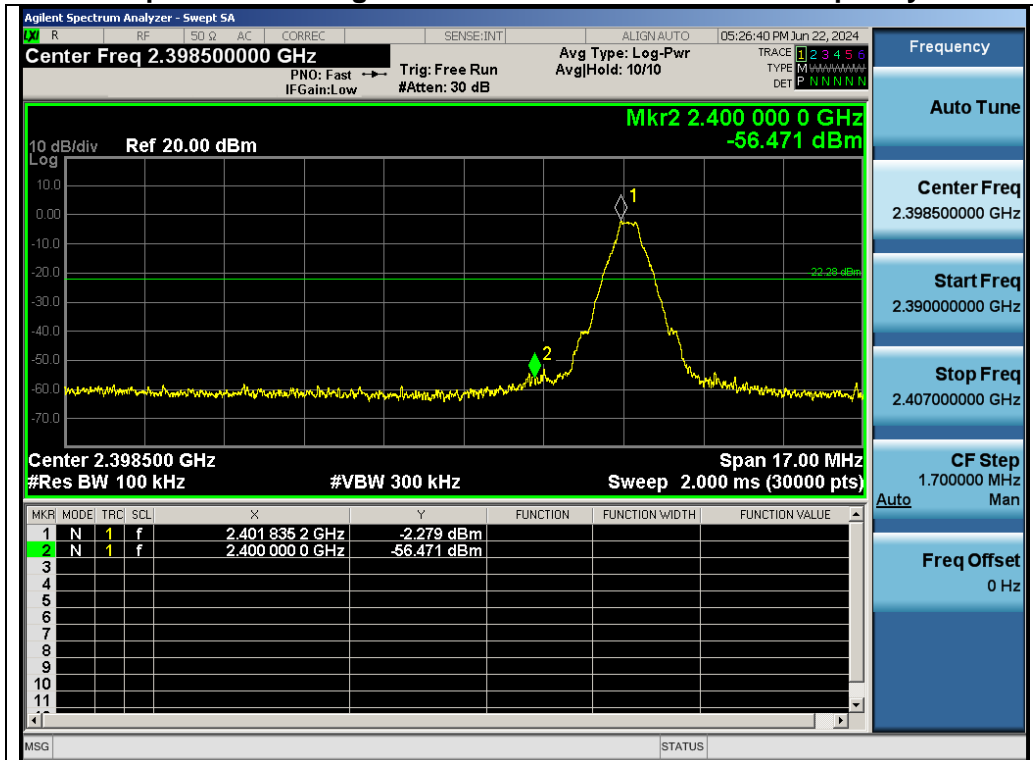 Agilent Spectrum Analyzer - Swept SA
LXI R RF 50 Ω AC CORREC SENSE:INT ALIGN AUTO 05:26:40 PM Jun 22, 2024
Center Freq 2.398500000 GHz
PNO: Fast
IFGain:Low
Trig: Free Run
#Atten: 30 dB
Avg Type: Log-Pwr
Avg|Hold: 10/10
TRACE 1 2 3 4 5 6
TYPE M WWWWW
DET P N N N N N
Mkr2 2.400 000 0 GHz
-56.471 dBm
10 dB/div Ref 20.00 dBm
Log
10.0
0.00
-10.0
-20.0
-30.0
-40.0
-50.0
-60.0
-70.0
1
-22.28 dBm
2
Center 2.398500 GHz Span 17.00 MHz
#Res BW 100 kHz #VBW 300 kHz Sweep 2.000 ms (30000 pts)
MKR MODE TRC SCL X Y FUNCTION FUNCTION WIDTH FUNCTION VALUE
1 N 1 f 2.401 835 2 GHz -2.279 dBm
2 N 1 f 2.400 000 0 GHz -56.471 dBm
3
4
5
6
7
8
9
10
11
MSG STATUS
Frequency
Auto Tune
Center Freq
2.398500000 GHz
Start Freq
2.390000000 GHz
Stop Freq
2.407000000 GHz
CF Step
1.700000 MHz
Auto Man
Freq Offset
0 Hz